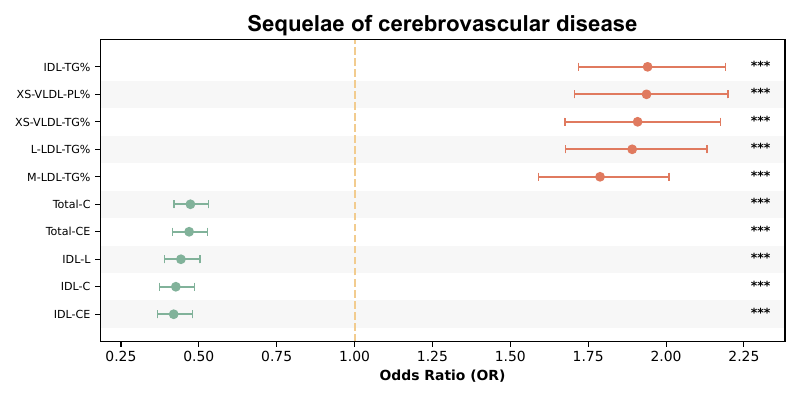 Sequelae of cerebrovascular disease
IDL-TG% ***
XS-VLDL-PL% ***
XS-VLDL-TG% ***
L-LDL-TG% ***
M-LDL-TG% ***
Total-C ***
Total-CE ***
IDL-L ***
IDL-C ***
IDL-CE ***
0.25 0.50 0.75 1.00 1.25 1.50 1.75 2.00 2.25
Odds Ratio (OR)